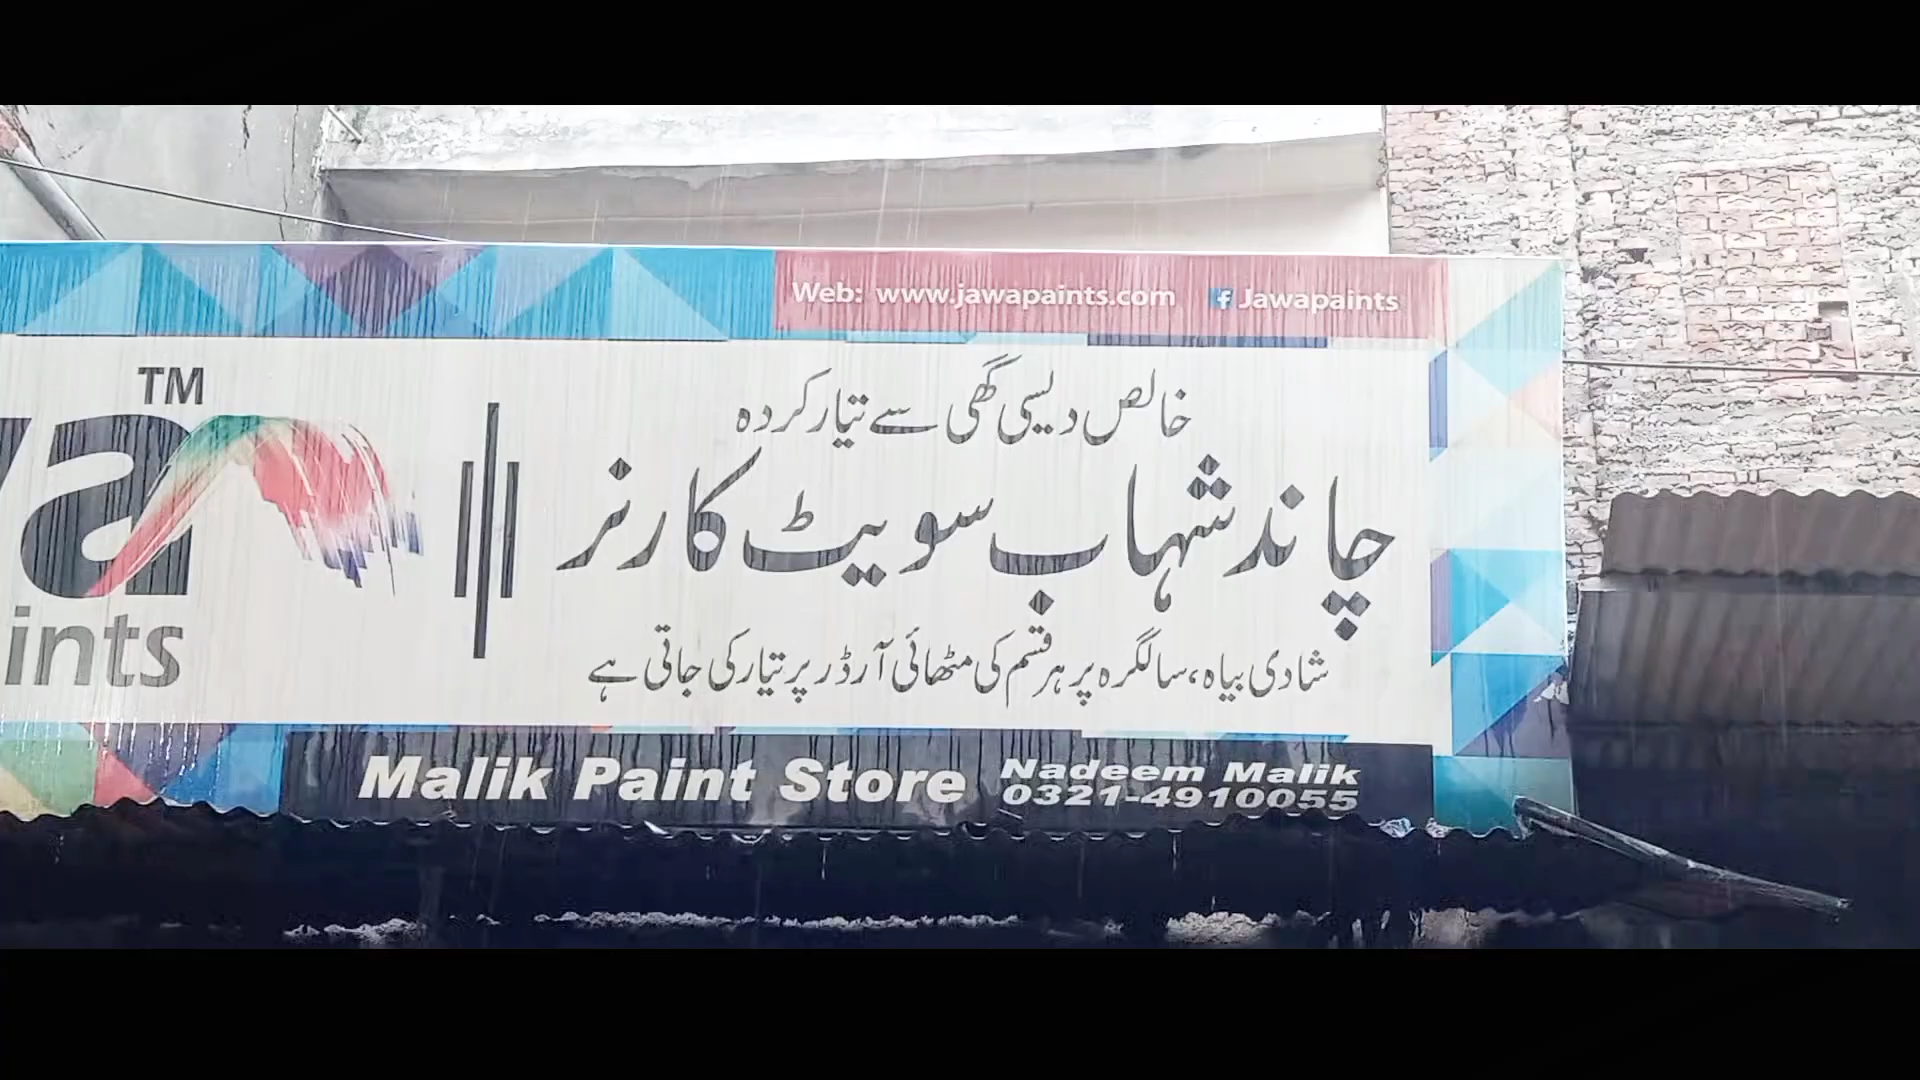 Web: www.jawapaints.com Jawapaints
TM
خالص دیسی گھی سے تیار کردہ
چاند شہاب سویٹ کارنر
شادی بیاہ، سالگرہ پر ہر قسم کی مٹھائی آرڈر پر تیار کی جاتی ہے
Malik Paint Store
Nadeem Malik
0321-4910055